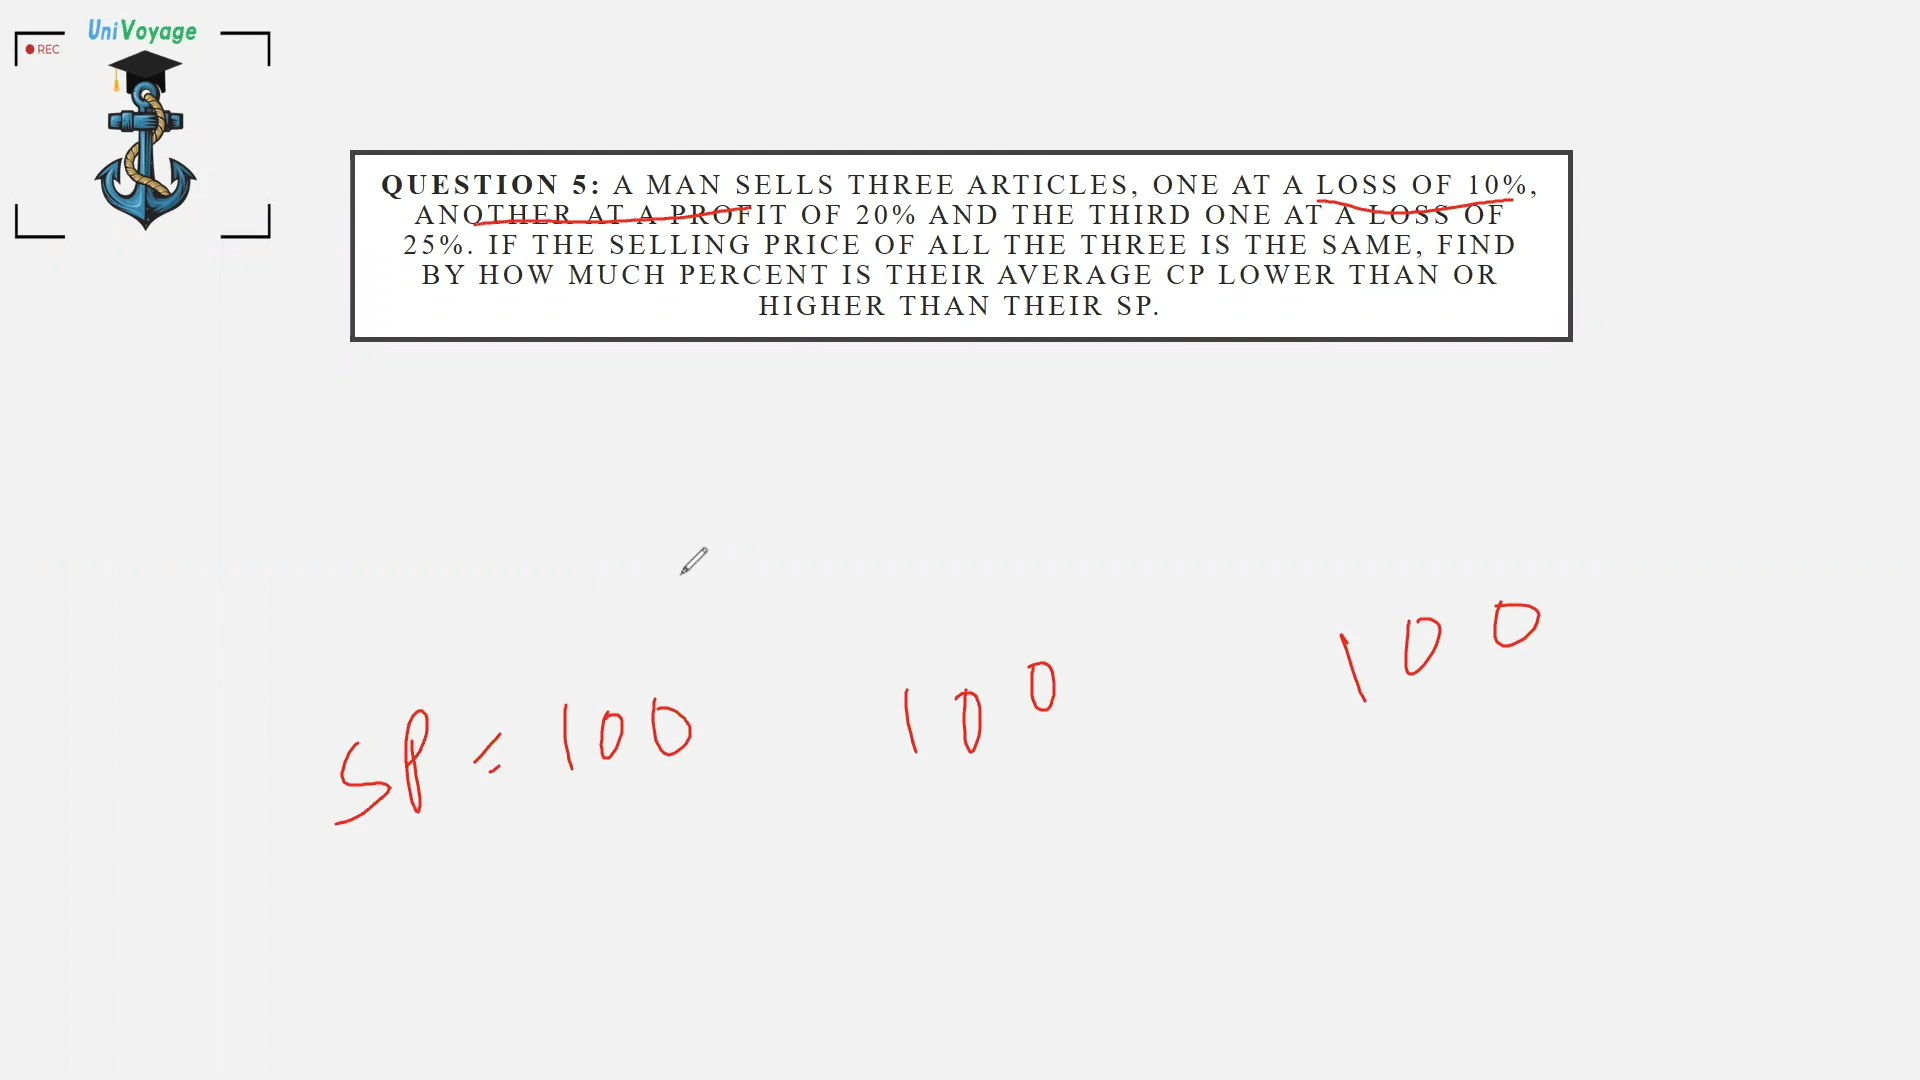 UniVoyage
REC
QUESTION 5: A MAN SELLS THREE ARTICLES, ONE AT A LOSS OF 10%,
ANOTHER AT A PROFIT OF 20% AND THE THIRD ONE AT A LOSS OF
25%. IF THE SELLING PRICE OF ALL THE THREE IS THE SAME, FIND
BY HOW MUCH PERCENT IS THEIR AVERAGE CP LOWER THAN OR
HIGHER THAN THEIR SP.
SP = 100 100 100